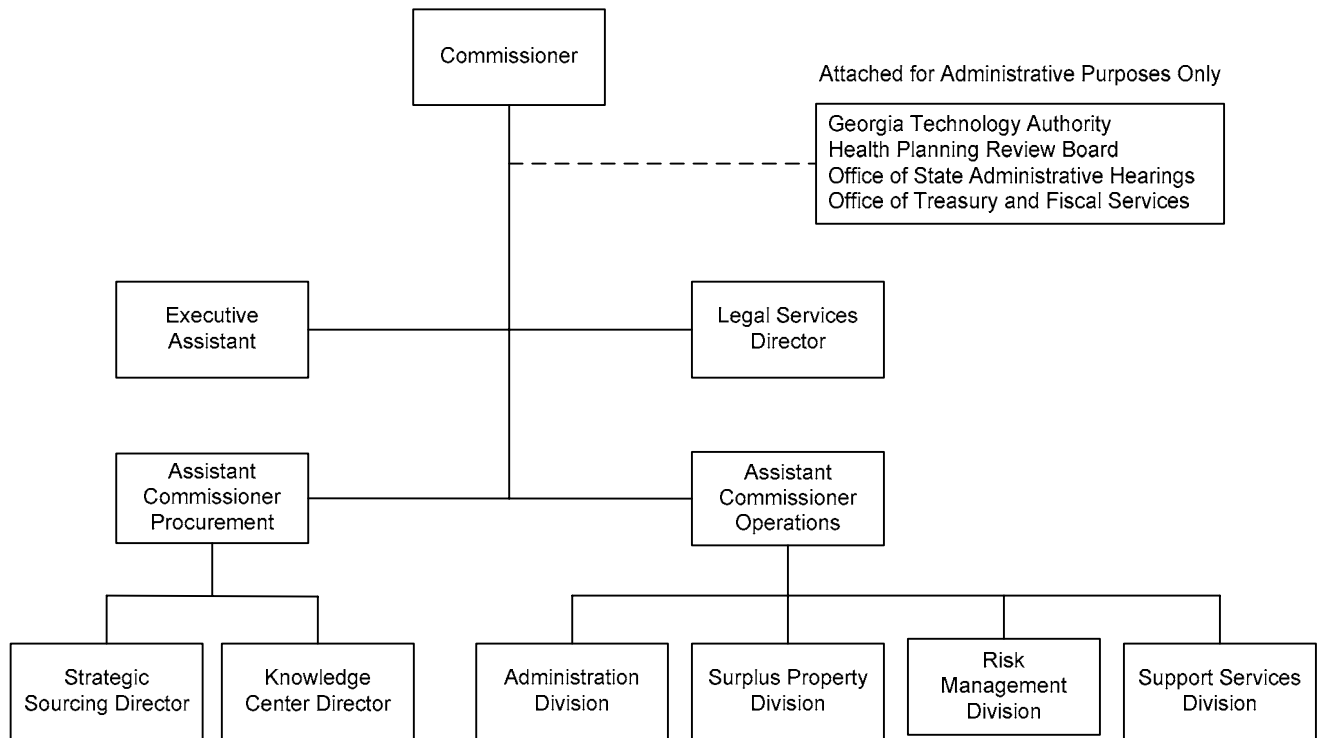 Commissioner
Attached for Administrative Purposes Only
Georgia Technology Authority
Health Planning Review Board
Office of State Administrative Hearings
Office of Treasury and Fiscal Services
Executive
Assistant
Legal Services
Director
Assistant
Commissioner
Procurement
Assistant
Commissioner
Operations
Strategic
Sourcing Director
Knowledge
Center Director
Administration
Division
Surplus Property
Division
Risk
Management
Division
Support Services
Division